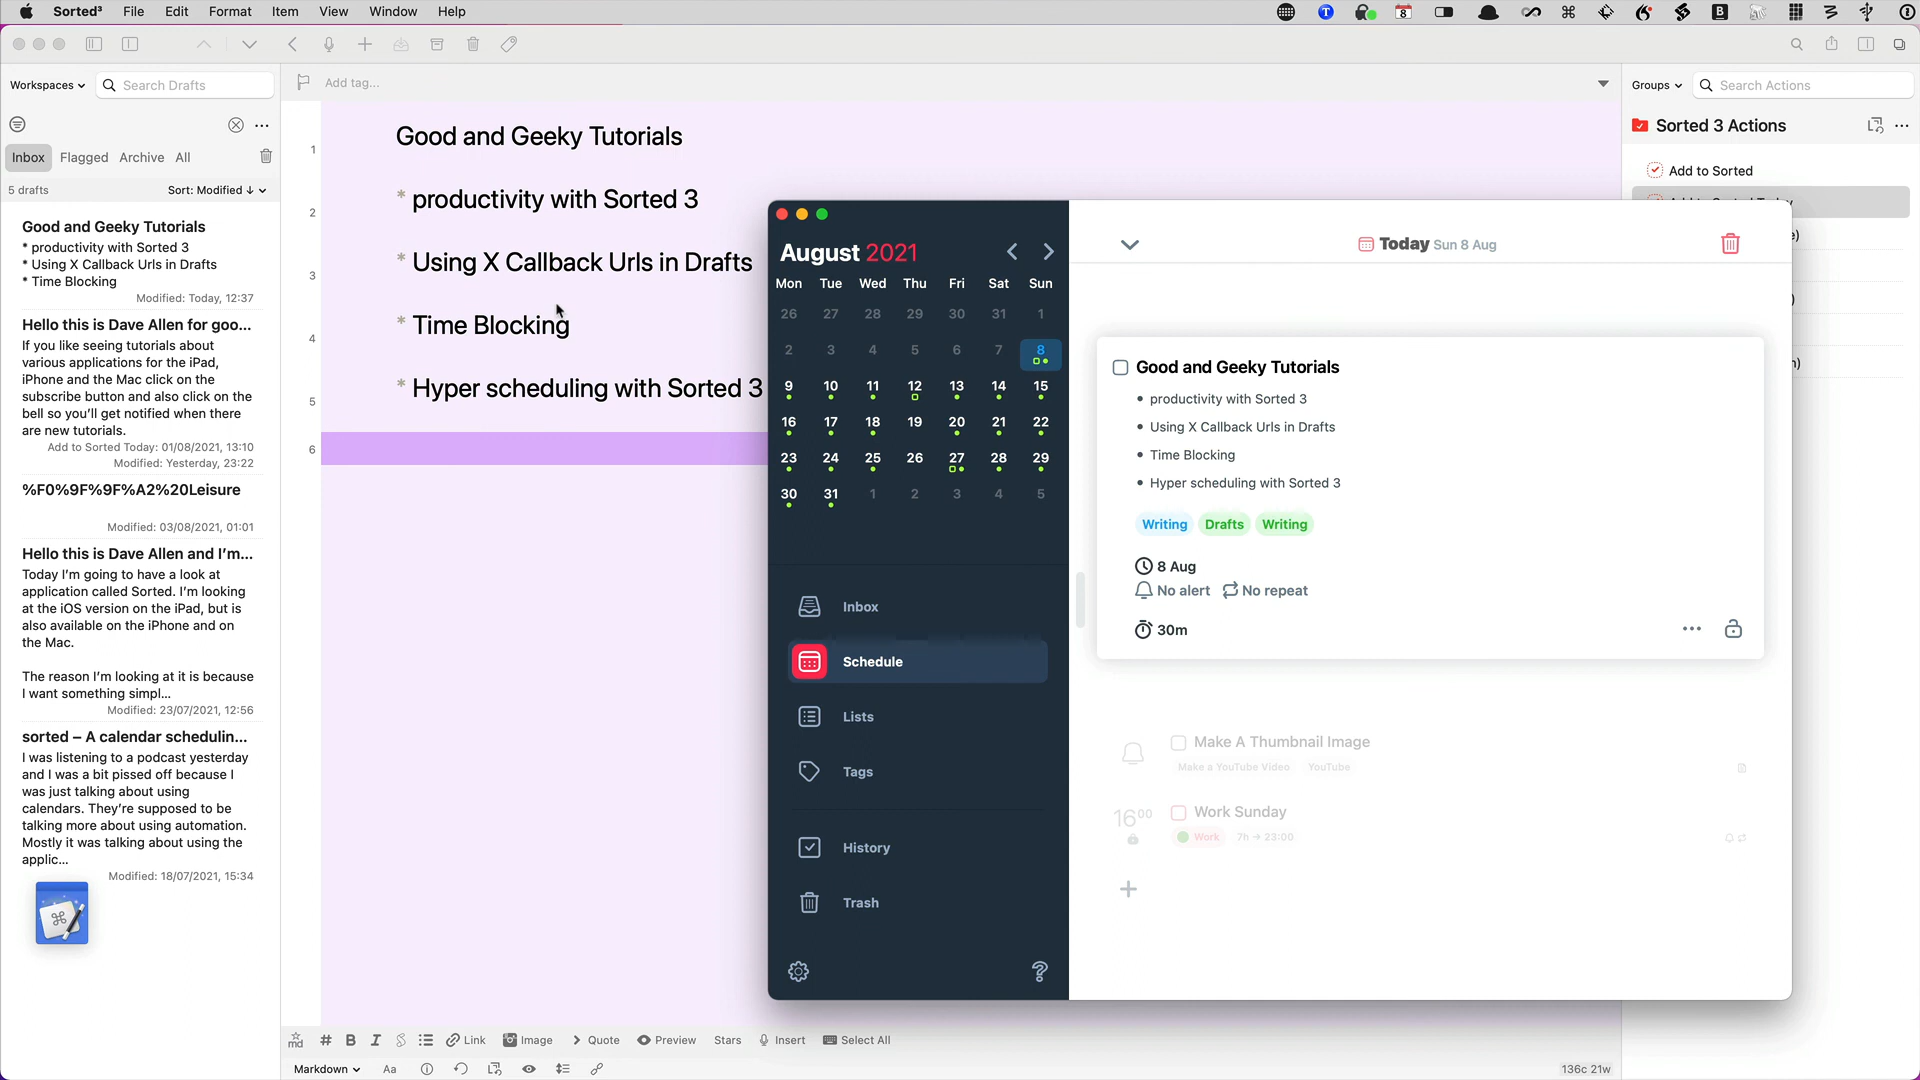 Sorted³ File Edit Format Item View Window Help
Workspaces Search Drafts
Add tag...
Groups Search Actions
Sorted 3 Actions
Inbox Flagged Archive All
5 drafts Sort: Modified
Good and Geeky Tutorials
* productivity with Sorted 3
* Using X Callback Urls in Drafts
* Time Blocking
Modified: Today, 12:37
Hello this is Dave Allen for goo...
If you like seeing tutorials about
various applications for the iPad,
iPhone and the Mac click on the
subscribe button and also click on the
bell so you'll get notified when there
are new tutorials.
Add to Sorted Today: 01/08/2021, 13:10
Modified: Yesterday, 23:22
%F0%9F%9F%A2%20Leisure
Modified: 03/08/2021, 01:01
Hello this is Dave Allen and I'm...
Today I'm going to have a look at
application called Sorted. I'm looking
at the iOS version on the iPad, but is
also available on the iPhone and on
the Mac.
The reason I'm looking at it is because
I want something simpl...
Modified: 23/07/2021, 12:56
sorted – A calendar schedulin...
I was listening to a podcast yesterday
and I was a bit pissed off because I
was just talking about using
calendars. They're supposed to be
talking more about using automation.
Mostly it was talking about using the
applic...
Modified: 18/07/2021, 15:34
1 Good and Geeky Tutorials
2 * productivity with Sorted 3
3 * Using X Callback Urls in Drafts
4 * Time Blocking
5 * Hyper scheduling with Sorted 3
6
August 2021
Mon Tue Wed Thu Fri Sat Sun
26 27 28 29 30 31 1
2 3 4 5 6 7 8
9 10 11 12 13 14 15
16 17 18 19 20 21 22
23 24 25 26 27 28 29
30 31 1 2 3 4 5
Inbox
Schedule
Lists
Tags
History
Trash
Today Sun 8 Aug
Good and Geeky Tutorials
• productivity with Sorted 3
• Using X Callback Urls in Drafts
• Time Blocking
• Hyper scheduling with Sorted 3
Writing Drafts Writing
8 Aug
No alert No repeat
30m
Make A Thumbnail Image
Make a YouTube Video YouTube
16⁰⁰ Work Sunday
Work 7h → 23:00
Add to Sorted
# B I S Link Image Quote Preview Stars Insert Select All
Markdown Aa 136c 21w